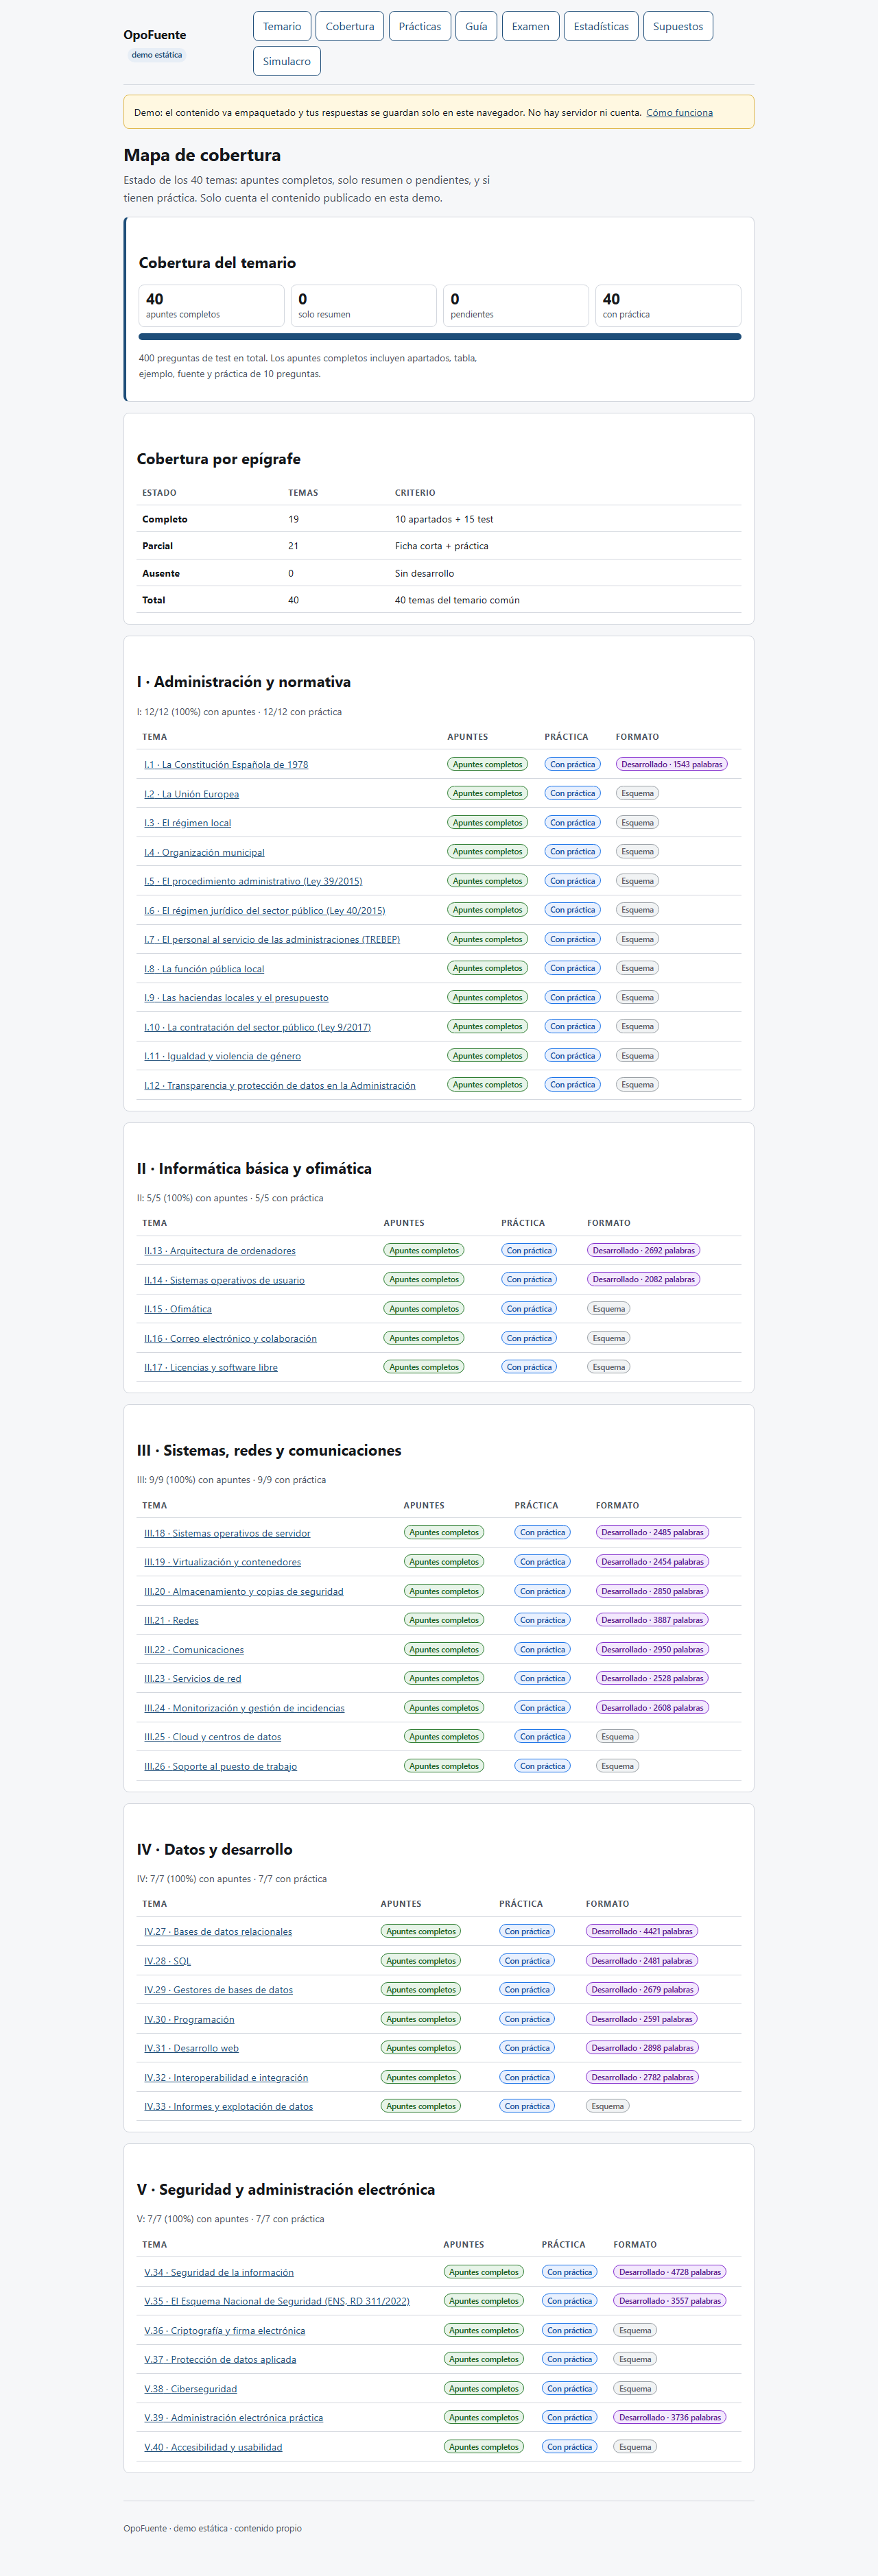 OpoFuente
demo estática
Temario
Cobertura
Prácticas
Guía
Examen
Estadísticas
Supuestos
Simulacro
Demo: el contenido va empaquetado y tus respuestas se guardan solo en este navegador. No hay servidor ni cuenta. Cómo funciona
Mapa de cobertura
Estado de los 40 temas: apuntes completos, solo resumen o pendientes, y si
tienen práctica. Solo cuenta el contenido publicado en esta demo.
Cobertura del temario
40
apuntes completos
0
solo resumen
0
pendientes
40
con práctica
400 preguntas de test en total. Los apuntes completos incluyen apartados, tabla,
ejemplo, fuente y práctica de 10 preguntas.
Cobertura por epígrafe
ESTADO TEMAS CRITERIO
Completo 19 10 apartados + 15 test
Parcial 21 Ficha corta + práctica
Ausente 0 Sin desarrollo
Total 40 40 temas del temario común
I · Administración y normativa
I: 12/12 (100%) con apuntes · 12/12 con práctica
TEMA APUNTES PRÁCTICA FORMATO
I.1 · La Constitución Española de 1978 Apuntes completos Con práctica Desarrollado · 1543 palabras
I.2 · La Unión Europea Apuntes completos Con práctica Esquema
I.3 · El régimen local Apuntes completos Con práctica Esquema
I.4 · Organización municipal Apuntes completos Con práctica Esquema
I.5 · El procedimiento administrativo (Ley 39/2015) Apuntes completos Con práctica Esquema
I.6 · El régimen jurídico del sector público (Ley 40/2015) Apuntes completos Con práctica Esquema
I.7 · El personal al servicio de las administraciones (TREBEP) Apuntes completos Con práctica Esquema
I.8 · La función pública local Apuntes completos Con práctica Esquema
I.9 · Las haciendas locales y el presupuesto Apuntes completos Con práctica Esquema
I.10 · La contratación del sector público (Ley 9/2017) Apuntes completos Con práctica Esquema
I.11 · Igualdad y violencia de género Apuntes completos Con práctica Esquema
I.12 · Transparencia y protección de datos en la Administración Apuntes completos Con práctica Esquema
II · Informática básica y ofimática
II: 5/5 (100%) con apuntes · 5/5 con práctica
TEMA APUNTES PRÁCTICA FORMATO
II.13 · Arquitectura de ordenadores Apuntes completos Con práctica Desarrollado · 2692 palabras
II.14 · Sistemas operativos de usuario Apuntes completos Con práctica Desarrollado · 2082 palabras
II.15 · Ofimática Apuntes completos Con práctica Esquema
II.16 · Correo electrónico y colaboración Apuntes completos Con práctica Esquema
II.17 · Licencias y software libre Apuntes completos Con práctica Esquema
III · Sistemas, redes y comunicaciones
III: 9/9 (100%) con apuntes · 9/9 con práctica
TEMA APUNTES PRÁCTICA FORMATO
III.18 · Sistemas operativos de servidor Apuntes completos Con práctica Desarrollado · 2485 palabras
III.19 · Virtualización y contenedores Apuntes completos Con práctica Desarrollado · 2454 palabras
III.20 · Almacenamiento y copias de seguridad Apuntes completos Con práctica Desarrollado · 2850 palabras
III.21 · Redes Apuntes completos Con práctica Desarrollado · 3887 palabras
III.22 · Comunicaciones Apuntes completos Con práctica Desarrollado · 2950 palabras
III.23 · Servicios de red Apuntes completos Con práctica Desarrollado · 2528 palabras
III.24 · Monitorización y gestión de incidencias Apuntes completos Con práctica Desarrollado · 2608 palabras
III.25 · Cloud y centros de datos Apuntes completos Con práctica Esquema
III.26 · Soporte al puesto de trabajo Apuntes completos Con práctica Esquema
IV · Datos y desarrollo
IV: 7/7 (100%) con apuntes · 7/7 con práctica
TEMA APUNTES PRÁCTICA FORMATO
IV.27 · Bases de datos relacionales Apuntes completos Con práctica Desarrollado · 4421 palabras
IV.28 · SQL Apuntes completos Con práctica Desarrollado · 2481 palabras
IV.29 · Gestores de bases de datos Apuntes completos Con práctica Desarrollado · 2679 palabras
IV.30 · Programación Apuntes completos Con práctica Desarrollado · 2591 palabras
IV.31 · Desarrollo web Apuntes completos Con práctica Desarrollado · 2898 palabras
IV.32 · Interoperabilidad e integración Apuntes completos Con práctica Desarrollado · 2782 palabras
IV.33 · Informes y explotación de datos Apuntes completos Con práctica Esquema
V · Seguridad y administración electrónica
V: 7/7 (100%) con apuntes · 7/7 con práctica
TEMA APUNTES PRÁCTICA FORMATO
V.34 · Seguridad de la información Apuntes completos Con práctica Desarrollado · 4728 palabras
V.35 · El Esquema Nacional de Seguridad (ENS, RD 311/2022) Apuntes completos Con práctica Desarrollado · 3557 palabras
V.36 · Criptografía y firma electrónica Apuntes completos Con práctica Esquema
V.37 · Protección de datos aplicada Apuntes completos Con práctica Esquema
V.38 · Ciberseguridad Apuntes completos Con práctica Esquema
V.39 · Administración electrónica práctica Apuntes completos Con práctica Desarrollado · 3736 palabras
V.40 · Accesibilidad y usabilidad Apuntes completos Con práctica Esquema
OpoFuente · demo estática · contenido propio